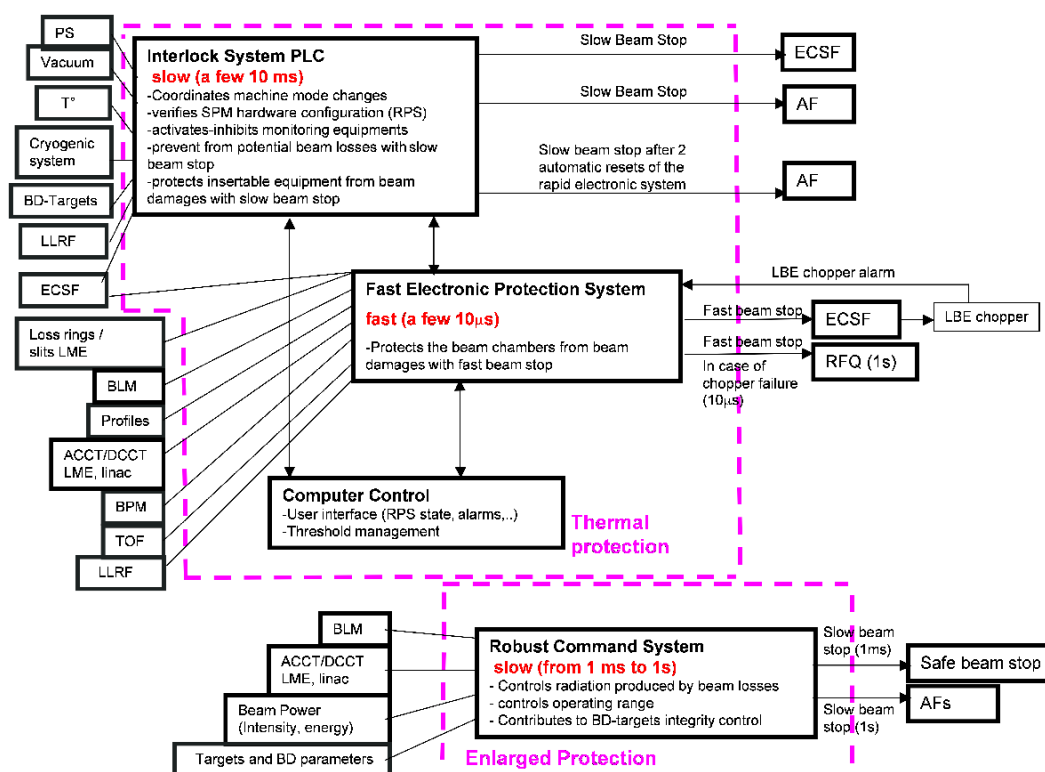 PS
Vacuum
T°
Cryogenic
system
BD-Targets
LLRF
ECSF
Interlock System PLC
slow (a few 10 ms)
-Coordinates machine mode changes
-verifies SPM hardware configuration (RPS)
-activates-inhibits monitoring equipments
-prevent from potential beam losses with slow
beam stop
-protects insertable equipment from beam
damages with slow beam stop
Slow Beam Stop
ECSF
Slow Beam Stop
AF
Slow beam stop after 2
automatic resets of the
rapid electronic system
AF
Fast Electronic Protection System
fast (a few 10μs)
-Protects the beam chambers from beam
damages with fast beam stop
LBE chopper alarm
Fast beam stop
ECSF
LBE chopper
Fast beam stop
RFQ (1s)
In case of
chopper failure
(10μs)
Loss rings /
slits LME
BLM
Profiles
ACCT/DCCT
LME, linac
BPM
TOF
LLRF
Computer Control
-User interface (RPS state, alarms,..)
-Threshold management
Thermal
protection
BLM
ACCT/DCCT
LME, linac
Beam Power
(Intensity, energy)
Targets and BD parameters
Robust Command System
slow (from 1 ms to 1s)
- Controls radiation produced by beam losses
- controls operating range
- Contributes to BD-targets integrity control
Slow beam
stop (1ms)
Safe beam stop
AFs
Slow beam
stop (1s)
Enlarged Protection